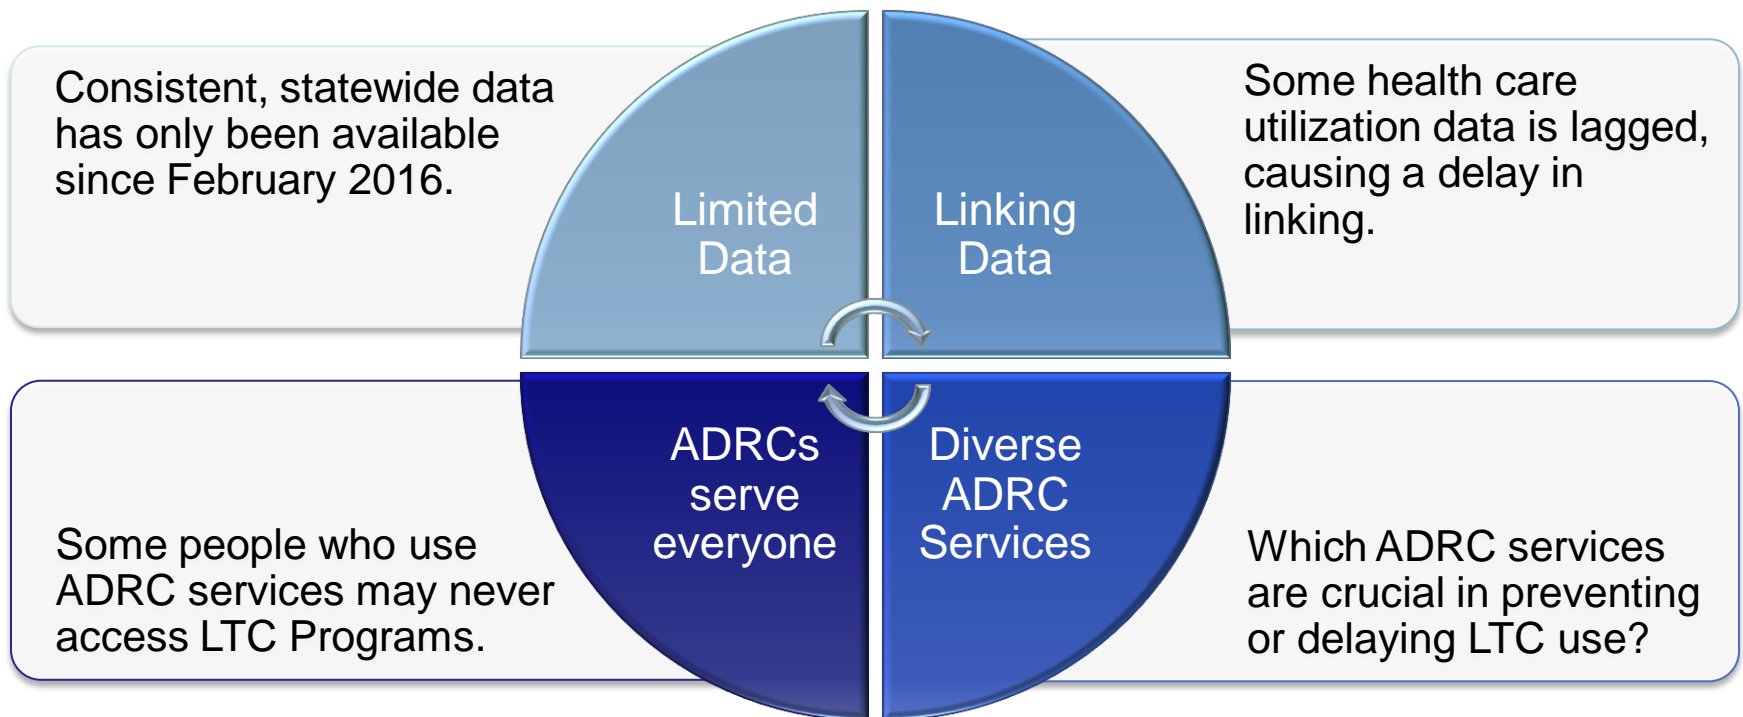 Consistent, statewide data
has only been available
since February 2016.
Limited
Data
Linking
Data
Some health care
utilization data is lagged,
causing a delay in
linking.
Some people who use
ADRC services may never
access LTC Programs.
ADRCs
serve
everyone
Diverse
ADRC
Services
Which ADRC services
are crucial in preventing
or delaying LTC use?